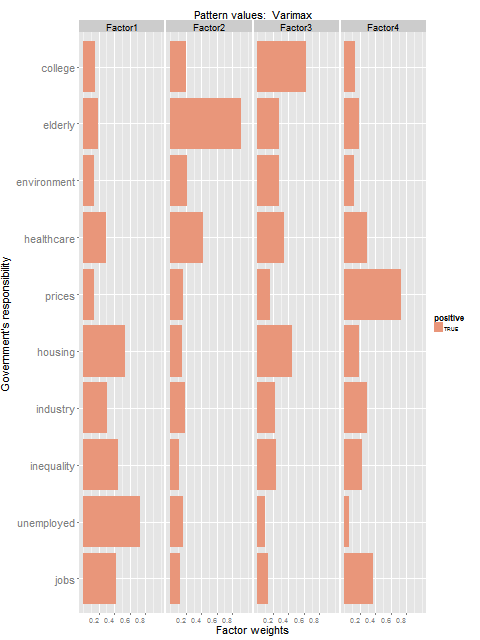 Pattern values: Varimax
Factor1 Factor2 Factor3 Factor4
college
elderly
environment
healthcare
prices
housing
industry
inequality
unemployed
jobs
Government's responsibility
positive
TRUE
0.2 0.4 0.6 0.8 0.2 0.4 0.6 0.8 0.2 0.4 0.6 0.8 0.2 0.4 0.6 0.8
Factor weights